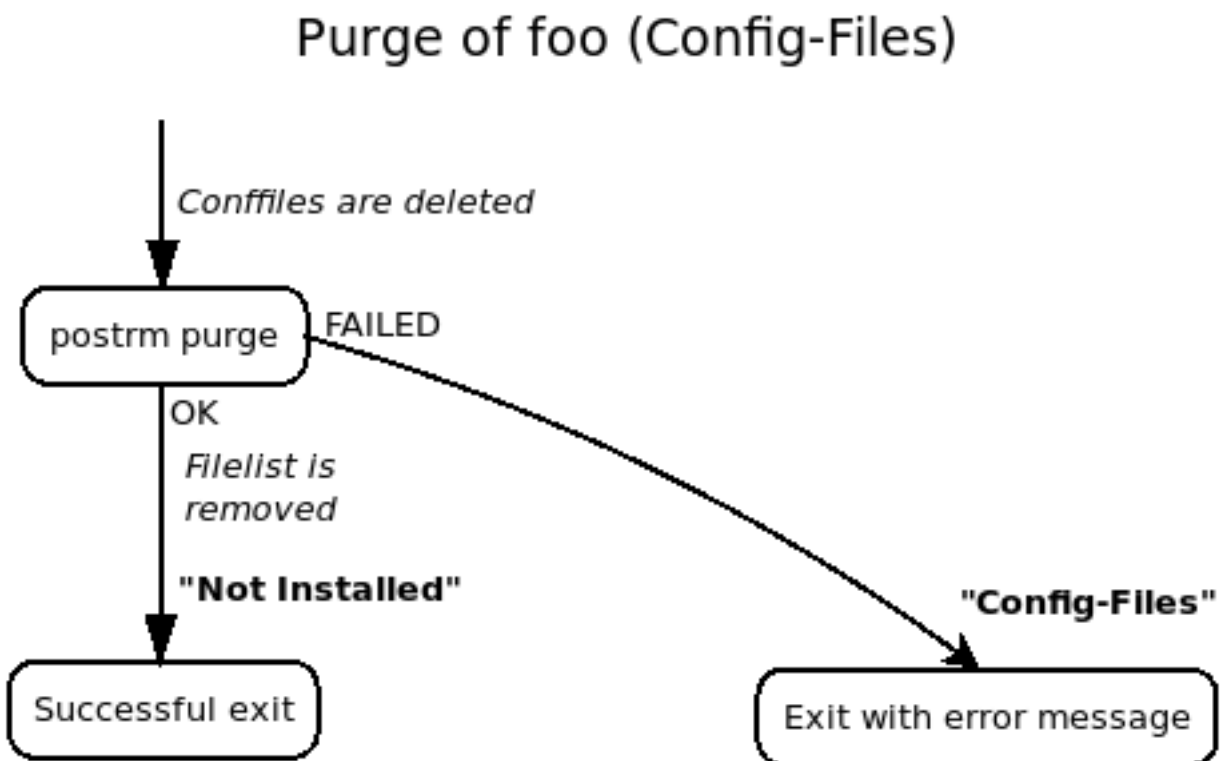 Purge of foo (Config-Files)
Conffiles are deleted
postrm purge
FAILED
OK
Filelist is
removed
"Not Installed"
"Config-Files"
Successful exit
Exit with error message